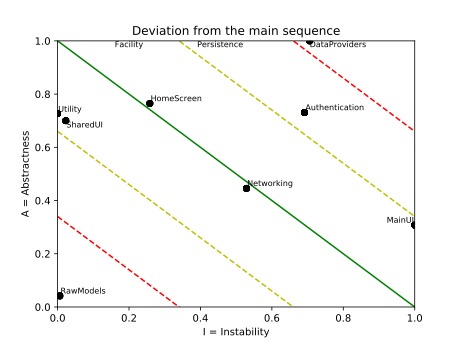 Deviation from the main sequence
1.0
Facility
Persistence
DataProviders
0.8
HomeScreen
Utility
SharedUI
Authentication
0.6
Networking
0.4
MainUI
0.2
RawModels
0.0
0.0
0.2
0.4
0.6
0.8
1.0
A = Abstractness
I = Instability